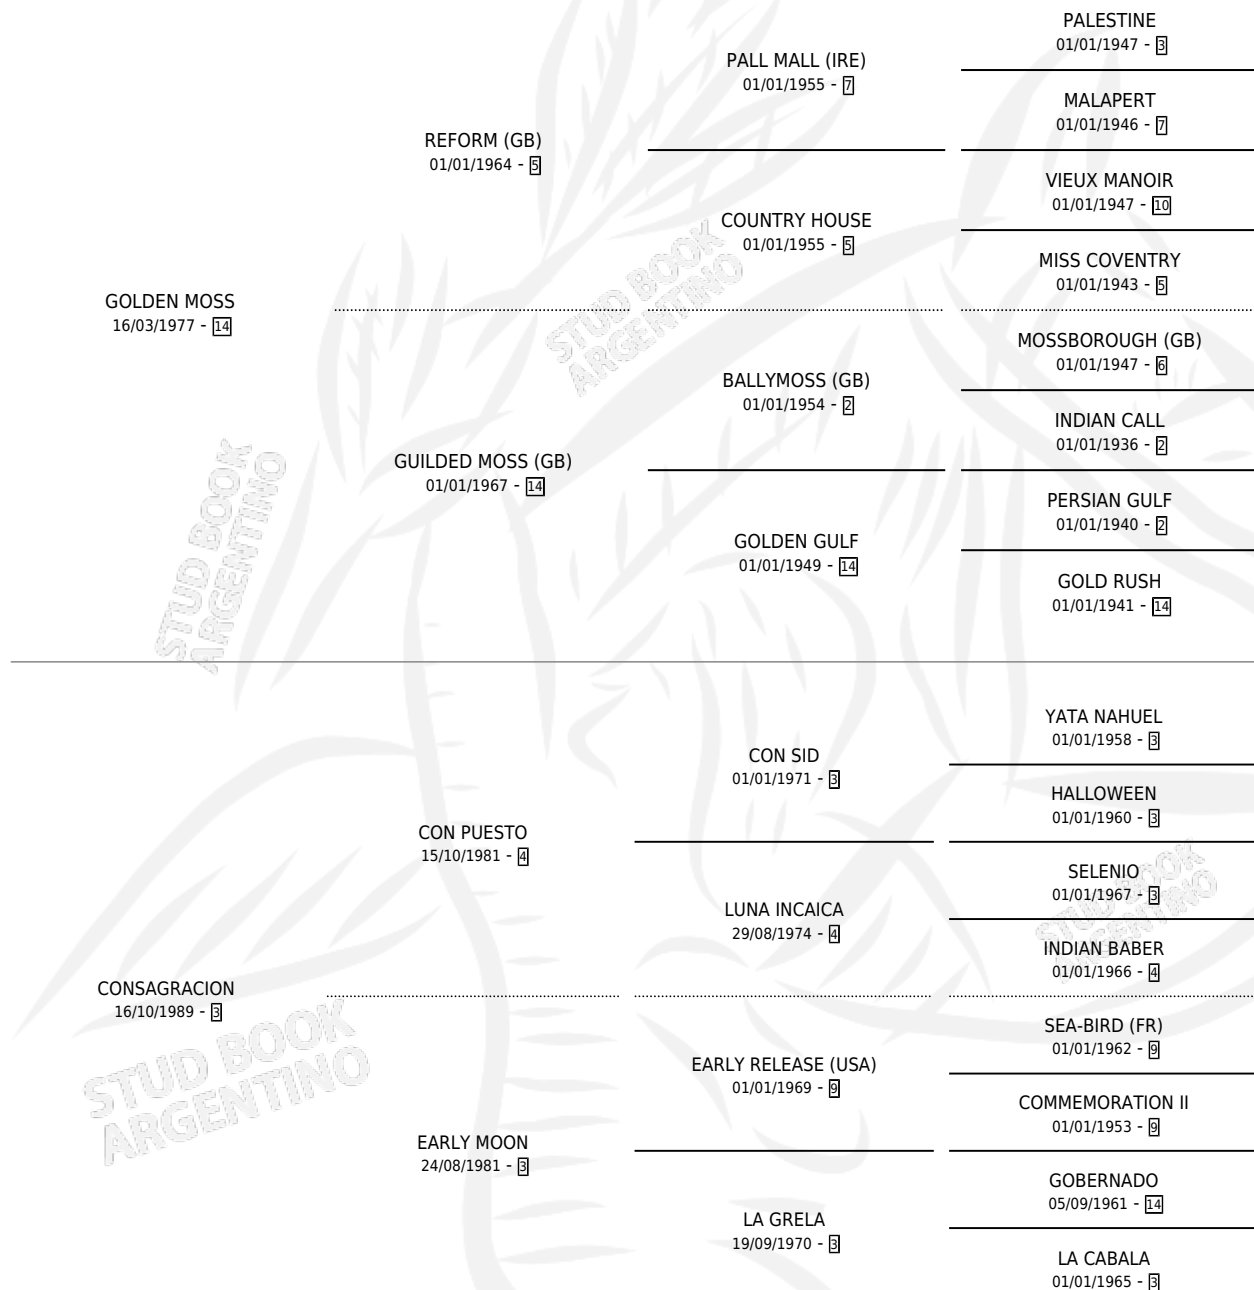 PALESTINE
01/01/1947 - 3
PALL MALL (IRE)
01/01/1955 - 7
MALAPERT
01/01/1946 - 7
REFORM (GB)
01/01/1964 - 5
VIEUX MANOIR
01/01/1947 - 10
COUNTRY HOUSE
01/01/1955 - 5
MISS COVENTRY
01/01/1943 - 5
GOLDEN MOSS
16/03/1977 - 14
MOSSBOROUGH (GB)
01/01/1947 - 6
BALLYMOSS (GB)
01/01/1954 - 2
INDIAN CALL
01/01/1936 - 2
GUILDED MOSS (GB)
01/01/1967 - 14
PERSIAN GULF
01/01/1940 - 2
GOLDEN GULF
01/01/1949 - 14
GOLD RUSH
01/01/1941 - 14
YATA NAHUEL
01/01/1958 - 3
CON SID
01/01/1971 - 3
HALLOWEEN
01/01/1960 - 3
CON PUESTO
15/10/1981 - 4
SELENIO
01/01/1967 - 3
LUNA INCAICA
29/08/1974 - 4
INDIAN BABER
01/01/1966 - 4
CONSAGRACION
16/10/1989 - 3
SEA-BIRD (FR)
01/01/1962 - 9
EARLY RELEASE (USA)
01/01/1969 - 9
COMMEMORATION II
01/01/1953 - 9
EARLY MOON
24/08/1981 - 3
GOBERNADO
05/09/1961 - 14
LA GRELA
19/09/1970 - 3
LA CABALA
01/01/1965 - 3
STUD BOOK
ARGENTINO
STUD BOOK
ARGENTINO
STUD BOOK
ARGENTINO
STUD BOOK
ARGENTINO